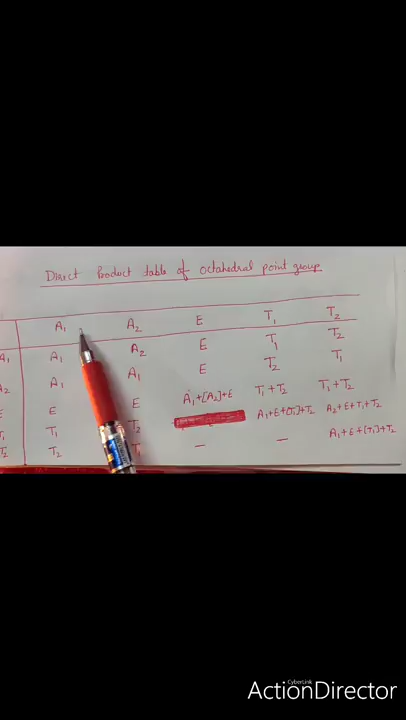 Direct Product table of octahedral point group
A₁ A₂ E T₁ T₂
A₁ A₁ A₂ E T₁ T₂
A₂ A₁ A₁ E T₂ T₁
E E E A₁+[A₂]+E T₁+T₂ T₁+T₂
T₁ T₁ T₂ A₁+E+[T₁]+T₂ A₂+E+T₁+T₂
T₂ T₂ T₁ — — A₁+E+[T₁]+T₂
CyberLink
ActionDirector